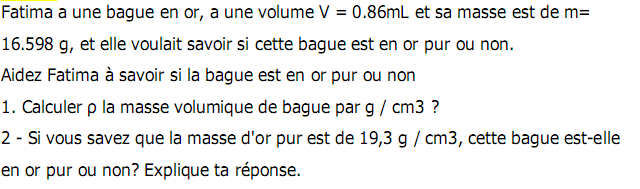 Fatima a une bague en or, a une volume V = 0.86mL et sa masse est de m=
16.598 g, et elle voulait savoir si cette bague est en or pur ou non.
Aidez Fatima à savoir si la bague est en or pur ou non
1. Calculer ρ la masse volumique de bague par g / cm3 ?
2 - Si vous savez que la masse d'or pur est de 19,3 g / cm3, cette bague est-elle
en or pur ou non? Explique ta réponse.